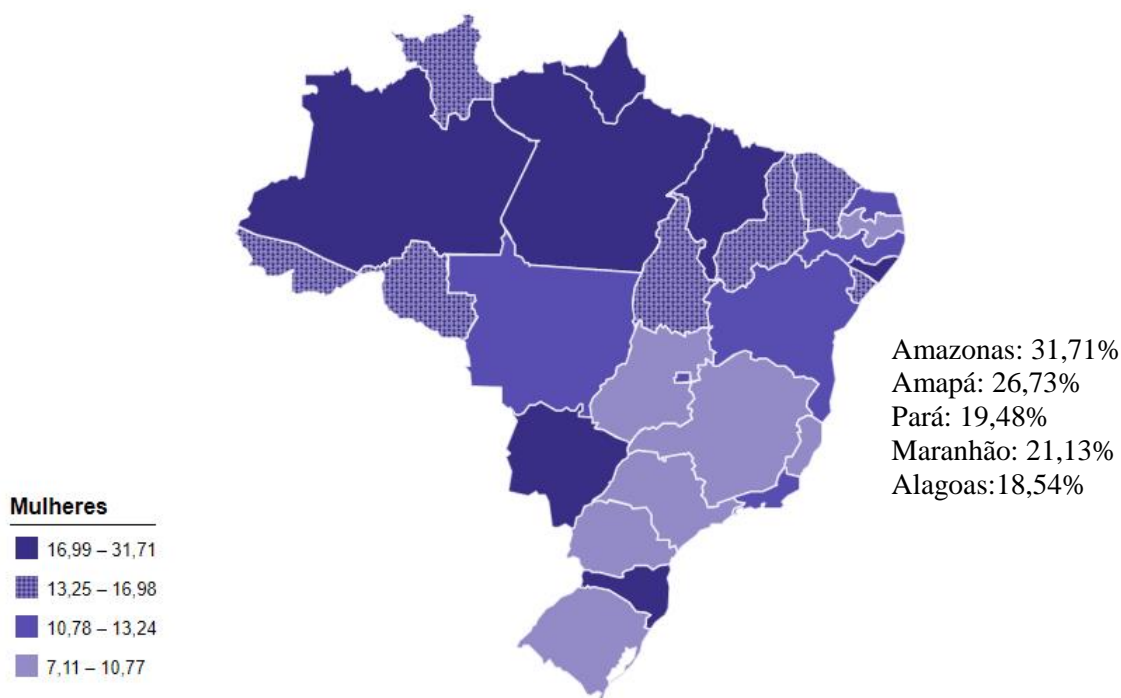 Amazonas: 31,71%
Amapá: 26,73%
Pará: 19,48%
Maranhão: 21,13%
Alagoas:18,54%
Mulheres
16,99 – 31,71
13,25 – 16,98
10,78 – 13,24
7,11 – 10,77